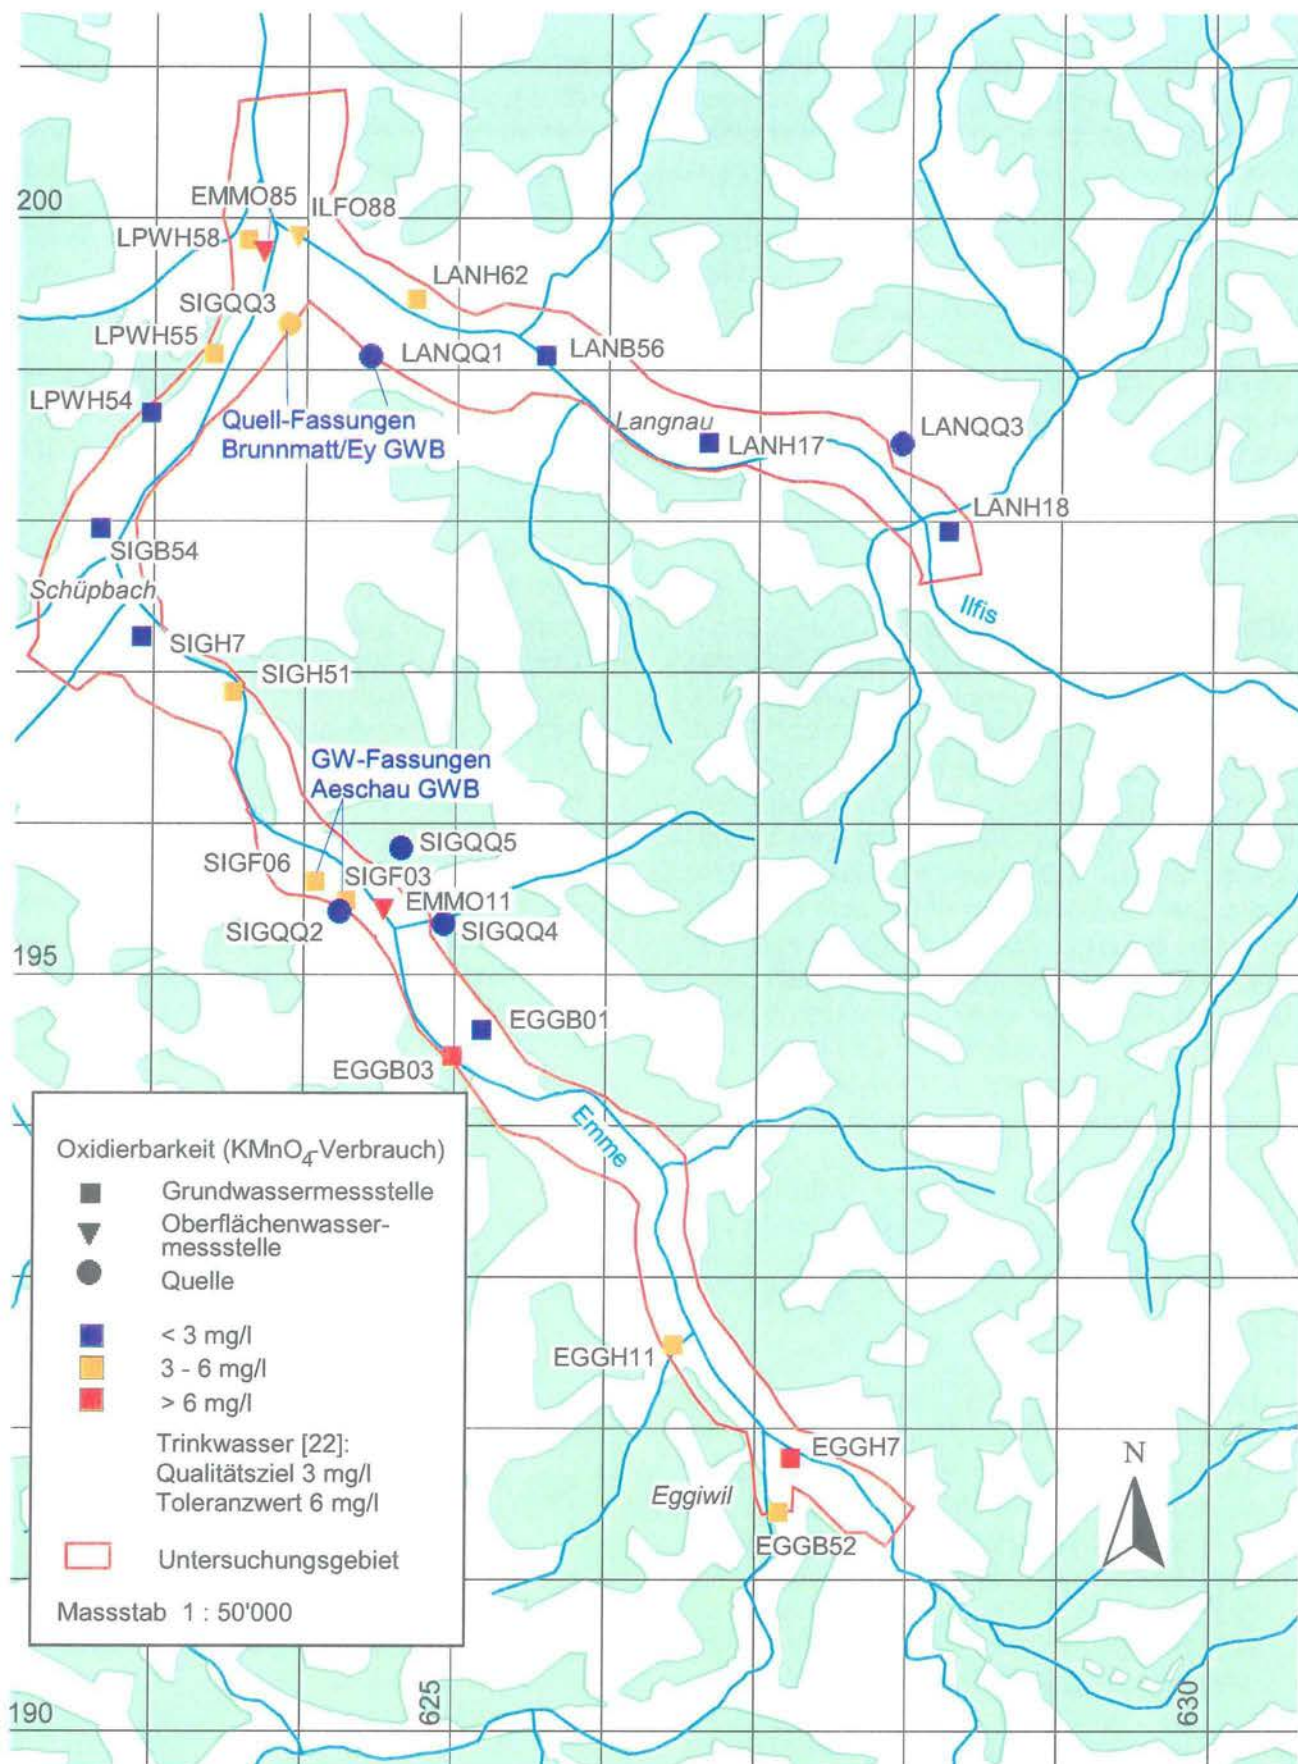 200
EMMO85
ILFO88
LPWH58
LANH62
SIGQQ3
LPWH55
LANQQ1
LANB56
LPWH54
Quell-Fassungen
Brunnmatt/Ey GWB
Langnau
LANH17
LANQQ3
LANH18
SIGB54
Schüpbach
Ilfis
SIGH7
SIGH51
GW-Fassungen
Aeschau GWB
SIGQQ5
SIGF06
SIGF03
EMMO11
SIGQQ2
SIGQQ4
195
EGGB01
EGGB03
Emme
Oxidierbarkeit (KMnO4-Verbrauch)
Grundwassermessstelle
Oberflächenwasser-
messstelle
Quelle
< 3 mg/l
3 - 6 mg/l
> 6 mg/l
Trinkwasser [22]:
Qualitätsziel 3 mg/l
Toleranzwert 6 mg/l
Untersuchungsgebiet
Massstab 1 : 50'000
EGGH11
EGGH7
N
Eggiwil
EGGB52
190
625
630